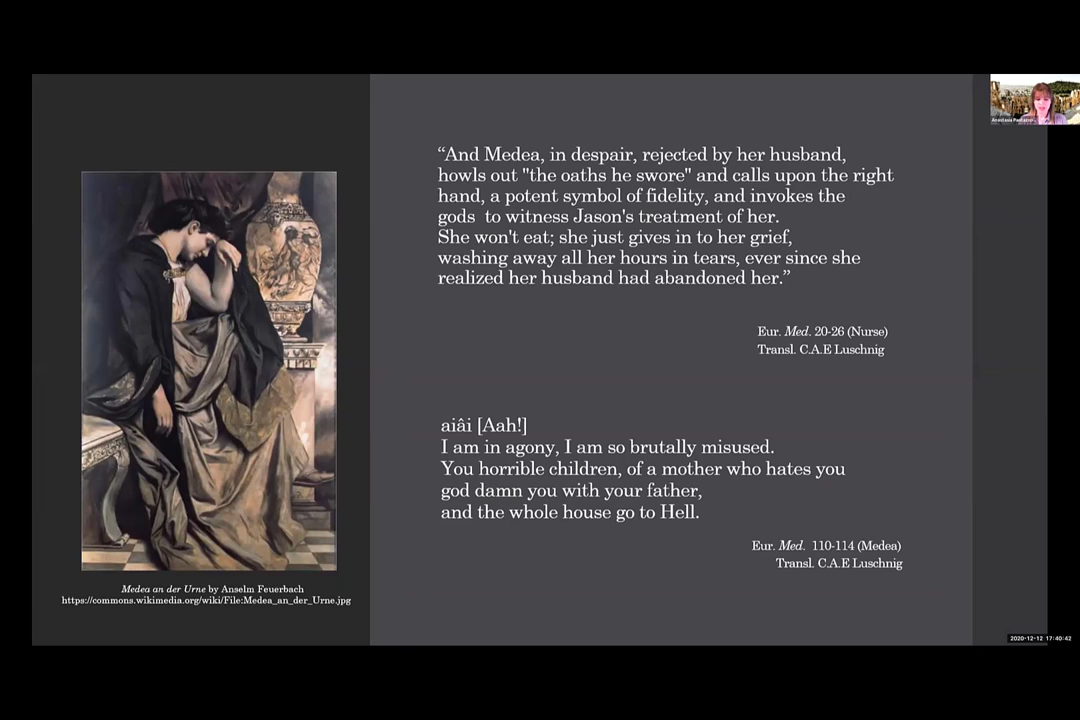 “And Medea, in despair, rejected by her husband,
howls out "the oaths he swore" and calls upon the right
hand, a potent symbol of fidelity, and invokes the
gods to witness Jason's treatment of her.
She won't eat; she just gives in to her grief,
washing away all her hours in tears, ever since she
realized her husband had abandoned her.”
Eur. Med. 20-26 (Nurse)
Transl. C.A.E Luschnig
aiâi [Aah!]
I am in agony, I am so brutally misused.
You horrible children, of a mother who hates you
god damn you with your father,
and the whole house go to Hell.
Eur. Med. 110-114 (Medea)
Transl. C.A.E Luschnig
Medea an der Urne by Anselm Feuerbach
https://commons.wikimedia.org/wiki/File:Medea_an_der_Urne.jpg
Anastasia
2020-12-12 17:40:42